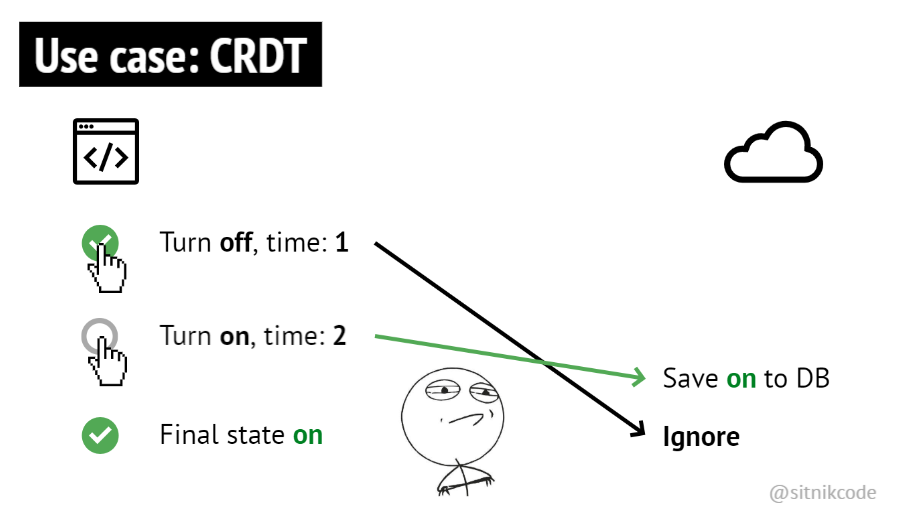 Use case: CRDT
</>
Turn off, time: 1
Turn on, time: 2
Save on to DB
Final state on
Ignore
@sitnikcode